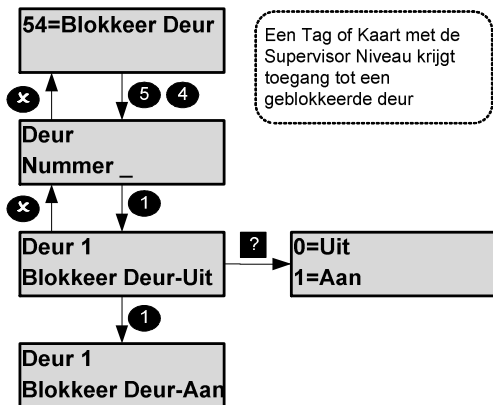 54=Blokkeer Deur
Een Tag of Kaart met de
Supervisor Niveau krijgt
toegang tot een
geblokkeerde deur
x
5 4
Deur
Nummer _
x
1
Deur 1
Blokkeer Deur-Uit
?
0=Uit
1=Aan
1
Deur 1
Blokkeer Deur-Aan